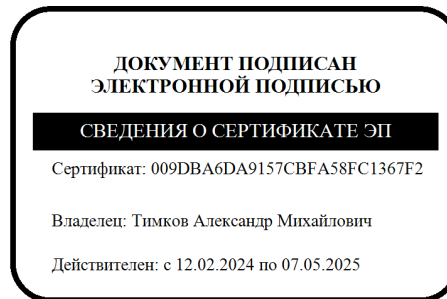 ДОКУМЕНТ ПОДПИСАН
ЭЛЕКТРОННОЙ ПОДПИСЬЮ
СВЕДЕНИЯ О СЕРТИФИКАТЕ ЭП
Сертификат: 009DBA6DA9157CBFA58FC1367F2
Владелец: Тимков Александр Михайлович
Действителен: с 12.02.2024 по 07.05.2025